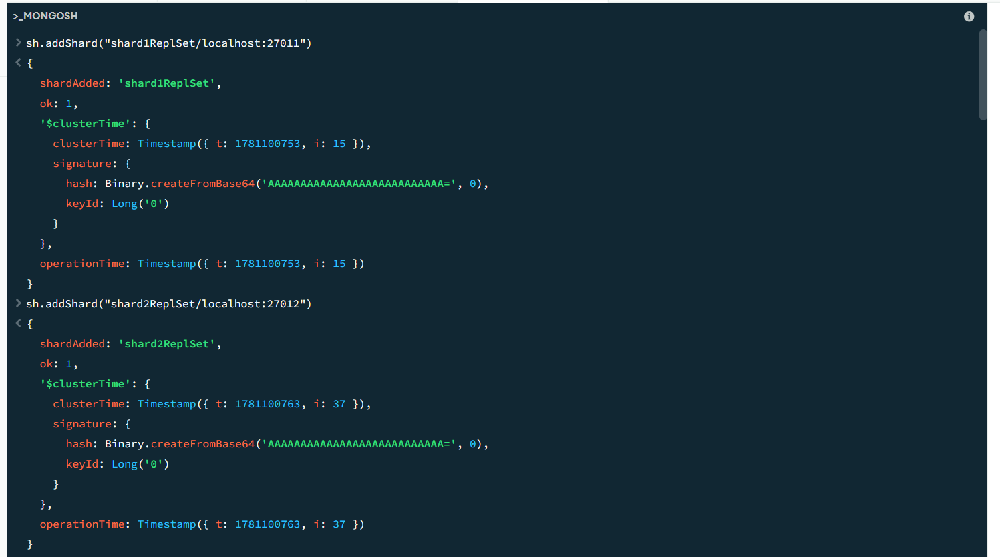 >_MONGOSH
> sh.addShard("shard1ReplSet/localhost:27011")
< {
shardAdded: 'shard1ReplSet',
ok: 1,
'$clusterTime': {
clusterTime: Timestamp({ t: 1781100753, i: 15 }),
signature: {
hash: Binary.createFromBase64('AAAAAAAAAAAAAAAAAAAAAAAAAAA=', 0),
keyId: Long('0')
}
},
operationTime: Timestamp({ t: 1781100753, i: 15 })
}
> sh.addShard("shard2ReplSet/localhost:27012")
< {
shardAdded: 'shard2ReplSet',
ok: 1,
'$clusterTime': {
clusterTime: Timestamp({ t: 1781100763, i: 37 }),
signature: {
hash: Binary.createFromBase64('AAAAAAAAAAAAAAAAAAAAAAAAAAA=', 0),
keyId: Long('0')
}
},
operationTime: Timestamp({ t: 1781100763, i: 37 })
}